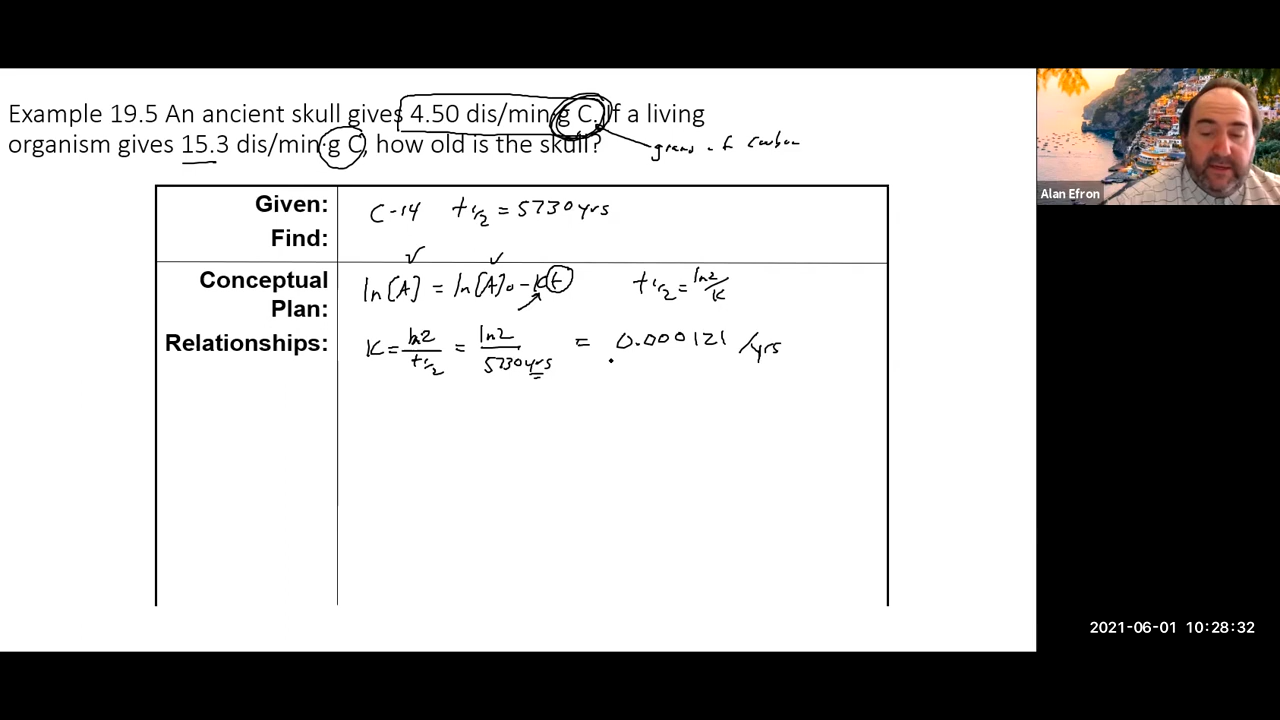 Example 19.5 An ancient skull gives 4.50 dis/min·g C. If a living
organism gives 15.3 dis/min·g C, how old is the skull?
grams of carbon
Given:
C-14 t1/2 = 5730 yrs
Find:
Conceptual
Plan:
ln[A] = ln[A]0 - Kt t1/2 = ln2/K
Relationships:
K = ln2/t1/2 = ln2/5730 yrs = 0.000121 /yrs
Alan Efron
2021-06-01 10:28:32